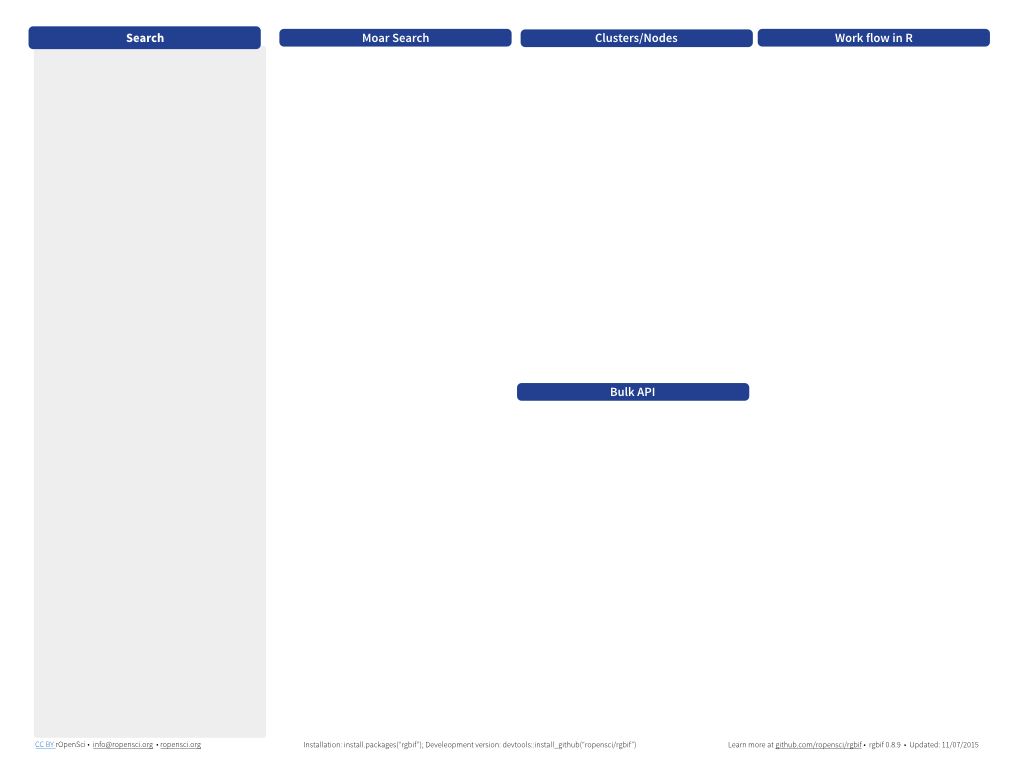 Search
Moar Search
Clusters/Nodes
Work flow in R
Bulk API
CC BY rOpenSci • info@ropensci.org • ropensci.org
Installation: install.packages("rgbif"); Develeopment version: devtools::install_github("ropensci/rgbif")
Learn more at github.com/ropensci/rgbif • rgbif 0.8.9 • Updated: 11/07/2015